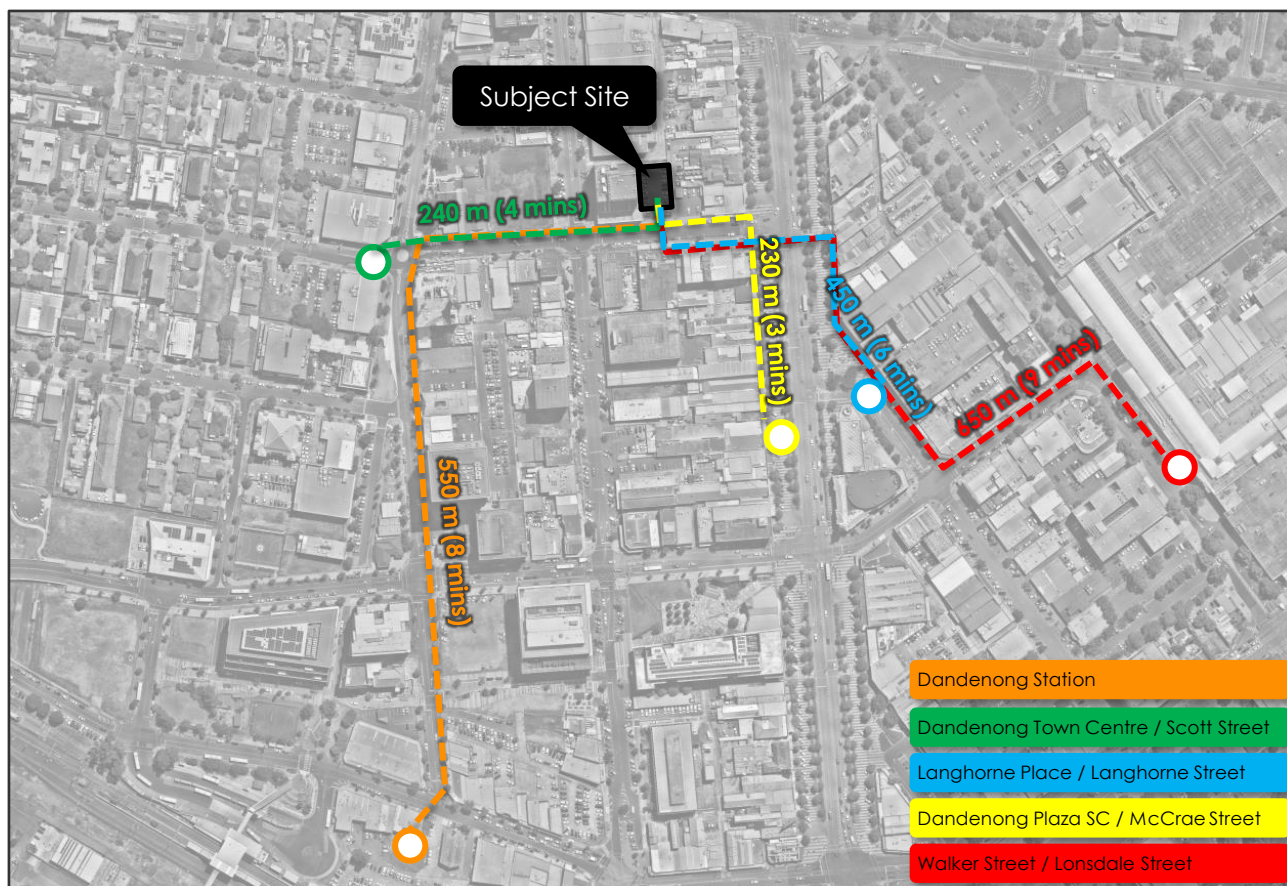 Subject Site
240 m (4 mins)
230 m (3 mins)
450 m (6 mins)
650 m (9 mins)
550 m (8 mins)
Dandenong Station
Dandenong Town Centre / Scott Street
Langhorne Place / Langhorne Street
Dandenong Plaza SC / McCrae Street
Walker Street / Lonsdale Street